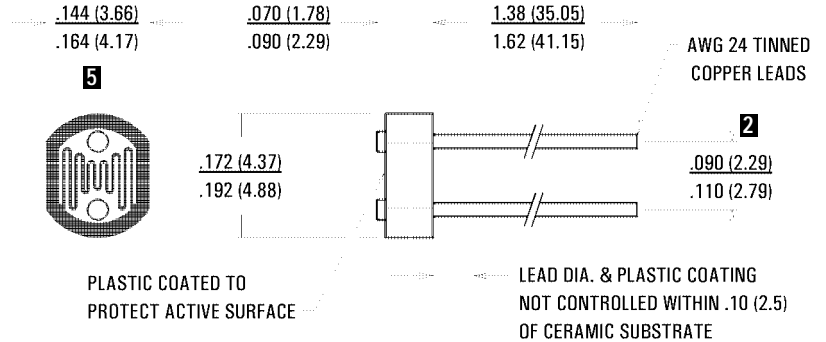 .144 (3.66)
.164 (4.17)
.070 (1.78)
.090 (2.29)
1.38 (35.05)
1.62 (41.15)
AWG 24 TINNED
COPPER LEADS
5
2
.172 (4.37)
.192 (4.88)
.090 (2.29)
.110 (2.79)
PLASTIC COATED TO
PROTECT ACTIVE SURFACE
LEAD DIA. & PLASTIC COATING
NOT CONTROLLED WITHIN .10 (2.5)
OF CERAMIC SUBSTRATE